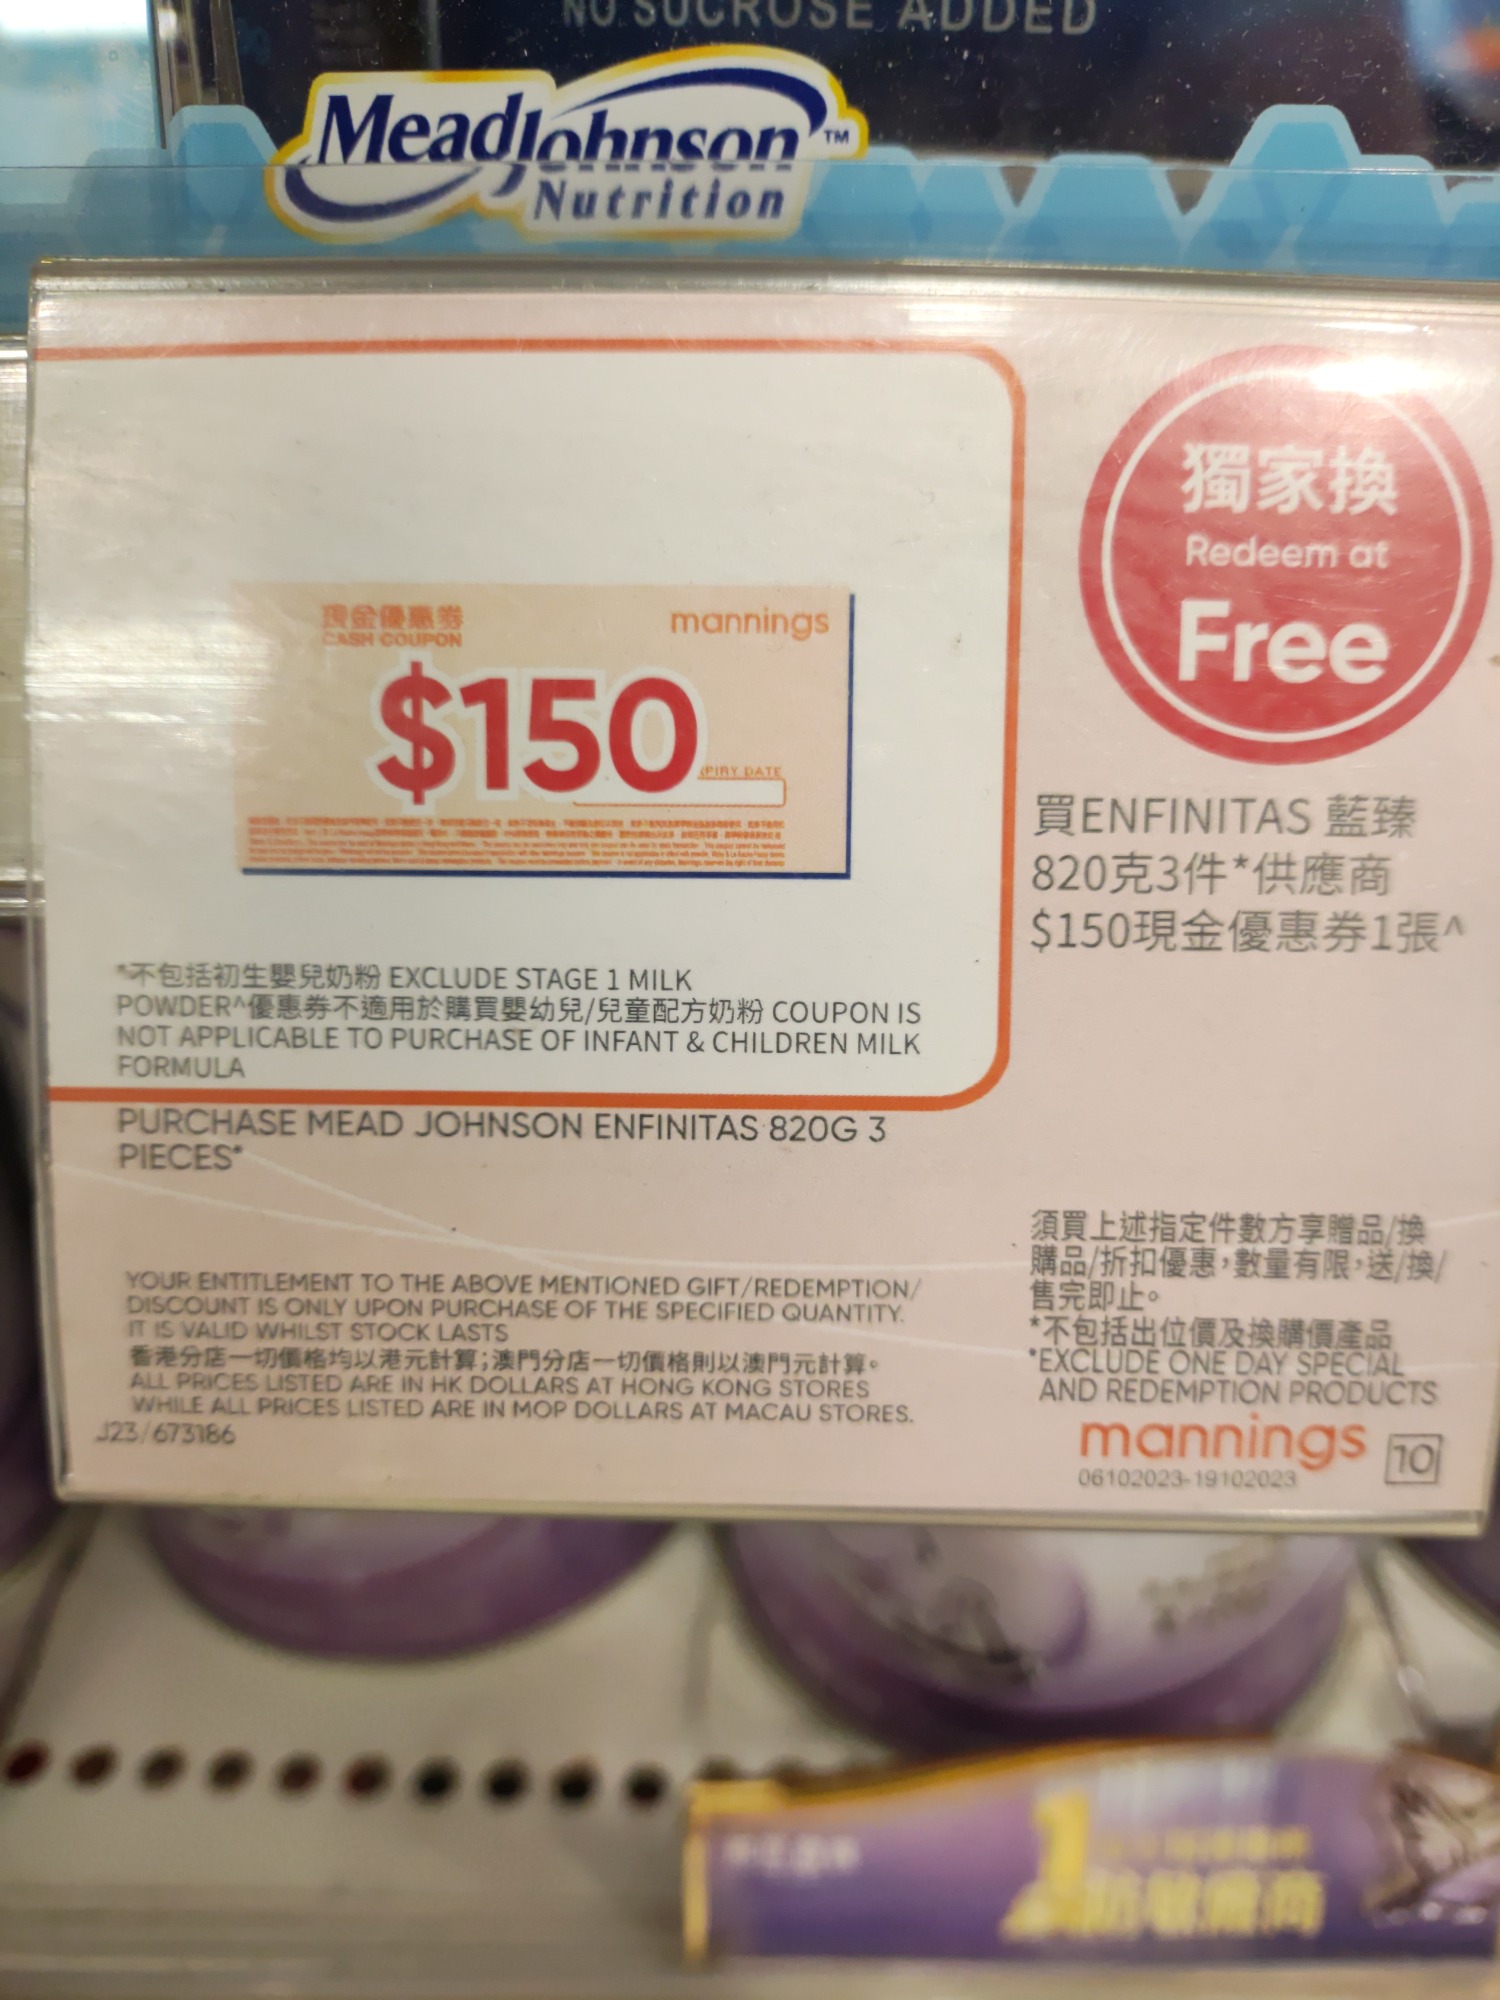 NO SUCROSE ADDED
MeadJohnson™
Nutrition
獨家換
Redeem at
Free
現金優惠券
CASH COUPON
mannings
$150
PIRY DATE
買ENFINITAS 藍臻
820克3件*供應商
$150現金優惠券1張^
*不包括初生嬰兒奶粉 EXCLUDE STAGE 1 MILK
POWDER^優惠券不適用於購買嬰幼兒/兒童配方奶粉 COUPON IS
NOT APPLICABLE TO PURCHASE OF INFANT & CHILDREN MILK
FORMULA
PURCHASE MEAD JOHNSON ENFINITAS 820G 3
PIECES*
YOUR ENTITLEMENT TO THE ABOVE MENTIONED GIFT/REDEMPTION/
DISCOUNT IS ONLY UPON PURCHASE OF THE SPECIFIED QUANTITY.
IT IS VALID WHILST STOCK LASTS
香港分店一切價格均以港元計算;澳門分店一切價格則以澳門元計算。
ALL PRICES LISTED ARE IN HK DOLLARS AT HONG KONG STORES
WHILE ALL PRICES LISTED ARE IN MOP DOLLARS AT MACAU STORES.
J23/673186
須買上述指定件數方享贈品/換
購品/折扣優惠,數量有限,送/換/
售完即止。
*不包括出位價及換購價產品
*EXCLUDE ONE DAY SPECIAL
AND REDEMPTION PRODUCTS
mannings 10
06102023-19102023